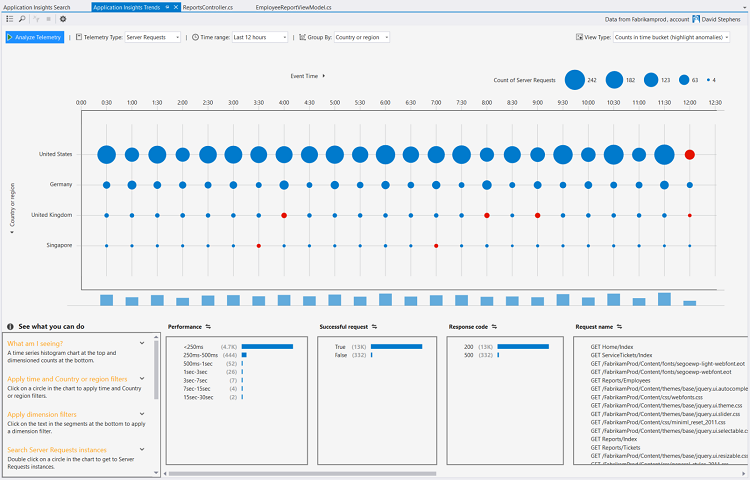 Application Insights Search
Application Insights Trends
ReportsController.cs
EmployeeReportViewModel.cs
Data from Fabrikamprod, account David Stephens
Analyze Telemetry | Telemetry Type: Server Requests | Time range: Last 12 hours | Group By: Country or region
View Type: Counts in time bucket (highlight anomalies)
Event Time
Count of Server Requests 242 182 123 63 4
0:00 0:30 1:00 1:30 2:00 2:30 3:00 3:30 4:00 4:30 5:00 5:30 6:00 6:30 7:00 7:30 8:00 8:30 9:00 9:30 10:00 10:30 11:00 11:30 12:00 12:30
Country or region
United States
Germany
United Kingdom
Singapore
See what you can do
What am I seeing?
A time series histogram chart at the top and
dimensioned counts at the bottom.
Apply time and Country or region filters
Click on a circle in the chart to apply time and Country
or region filters.
Apply dimension filters
Click on the text in the segments at the bottom to apply
a dimension filter.
Search Server Requests instances
Double click on a circle in the chart to get to Server
Requests instances.
Performance
<250ms (4.7K)
250ms-500ms (444)
500ms-1sec (52)
1sec-3sec (28)
3sec-7sec (7)
7sec-15sec (4)
15sec-30sec (2)
Successful request
True (13K)
False (332)
Response code
200 (13K)
500 (332)
Request name
GET Home/Index
GET ServiceTickets/Index
GET /FabrikamProd/Content/fonts/segoewp-light-webfont.eot
GET /FabrikamProd/Content/fonts/segoewp-webfont.eot
GET Reports/Employees
GET /FabrikamProd/Content/themes/base/jquery.ui.autocomple
GET /FabrikamProd/Content/css/webfonts.css
GET /FabrikamProd/Content/themes/base/jquery.ui.theme.css
GET /FabrikamProd/Content/themes/base/jquery.ui.slider.css
GET /FabrikamProd/Content/css/miniml_reset_2011.css
GET /FabrikamProd/Content/themes/base/jquery.ui.selectable.c
GET Reports/Index
GET Reports/Tickets
GET /FabrikamProd/Content/themes/base/jquery.ui.resizable.cs